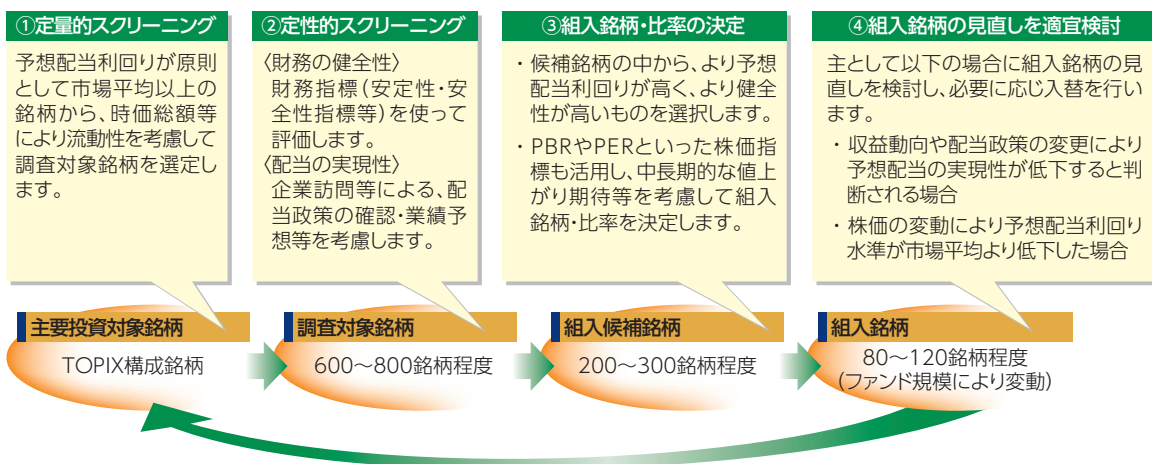 ①定量的スクリーニング
予想配当利回りが原則
として市場平均以上の
銘柄から、時価総額等
により流動性を考慮して
調査対象銘柄を選定し
ます。
②定性的スクリーニング
〈財務の健全性〉
財務指標(安定性・安
全性指標等)を使って
評価します。
〈配当の実現性〉
企業訪問等による、配
当政策の確認・業績予
想等を考慮します。
③組入銘柄・比率の決定
・候補銘柄の中から、より予想
配当利回りが高く、より健全
性が高いものを選択します。
・PBRやPERといった株価指
標も活用し、中長期的な値上
がり期待等を考慮して組入
銘柄・比率を決定します。
④組入銘柄の見直しを適宜検討
主として以下の場合に組入銘柄の見
直しを検討し、必要に応じ入替を行い
ます。
・収益動向や配当政策の変更により
予想配当の実現性が低下すると判
断される場合
・株価の変動により予想配当利回り
水準が市場平均より低下した場合
主要投資対象銘柄
TOPIX構成銘柄
調査対象銘柄
600～800銘柄程度
組入候補銘柄
200～300銘柄程度
組入銘柄
80～120銘柄程度
(ファンド規模により変動)